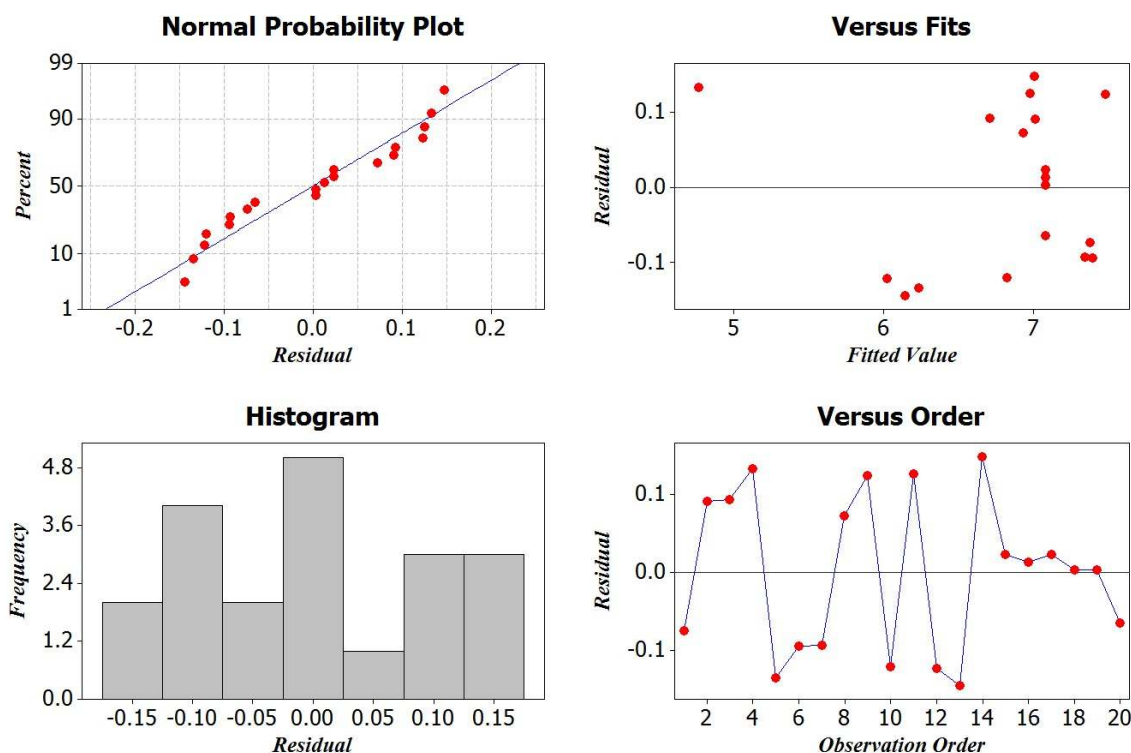 Normal Probability Plot
99
90
50
10
1
Percent
-0.2 -0.1 0.0 0.1 0.2
Residual
Versus Fits
0.1
0.0
-0.1
Residual
5 6 7
Fitted Value
Histogram
4.8
3.6
2.4
1.2
0.0
Frequency
-0.15 -0.10 -0.05 0.00 0.05 0.10 0.15
Residual
Versus Order
0.1
0.0
-0.1
Residual
2 4 6 8 10 12 14 16 18 20
Observation Order